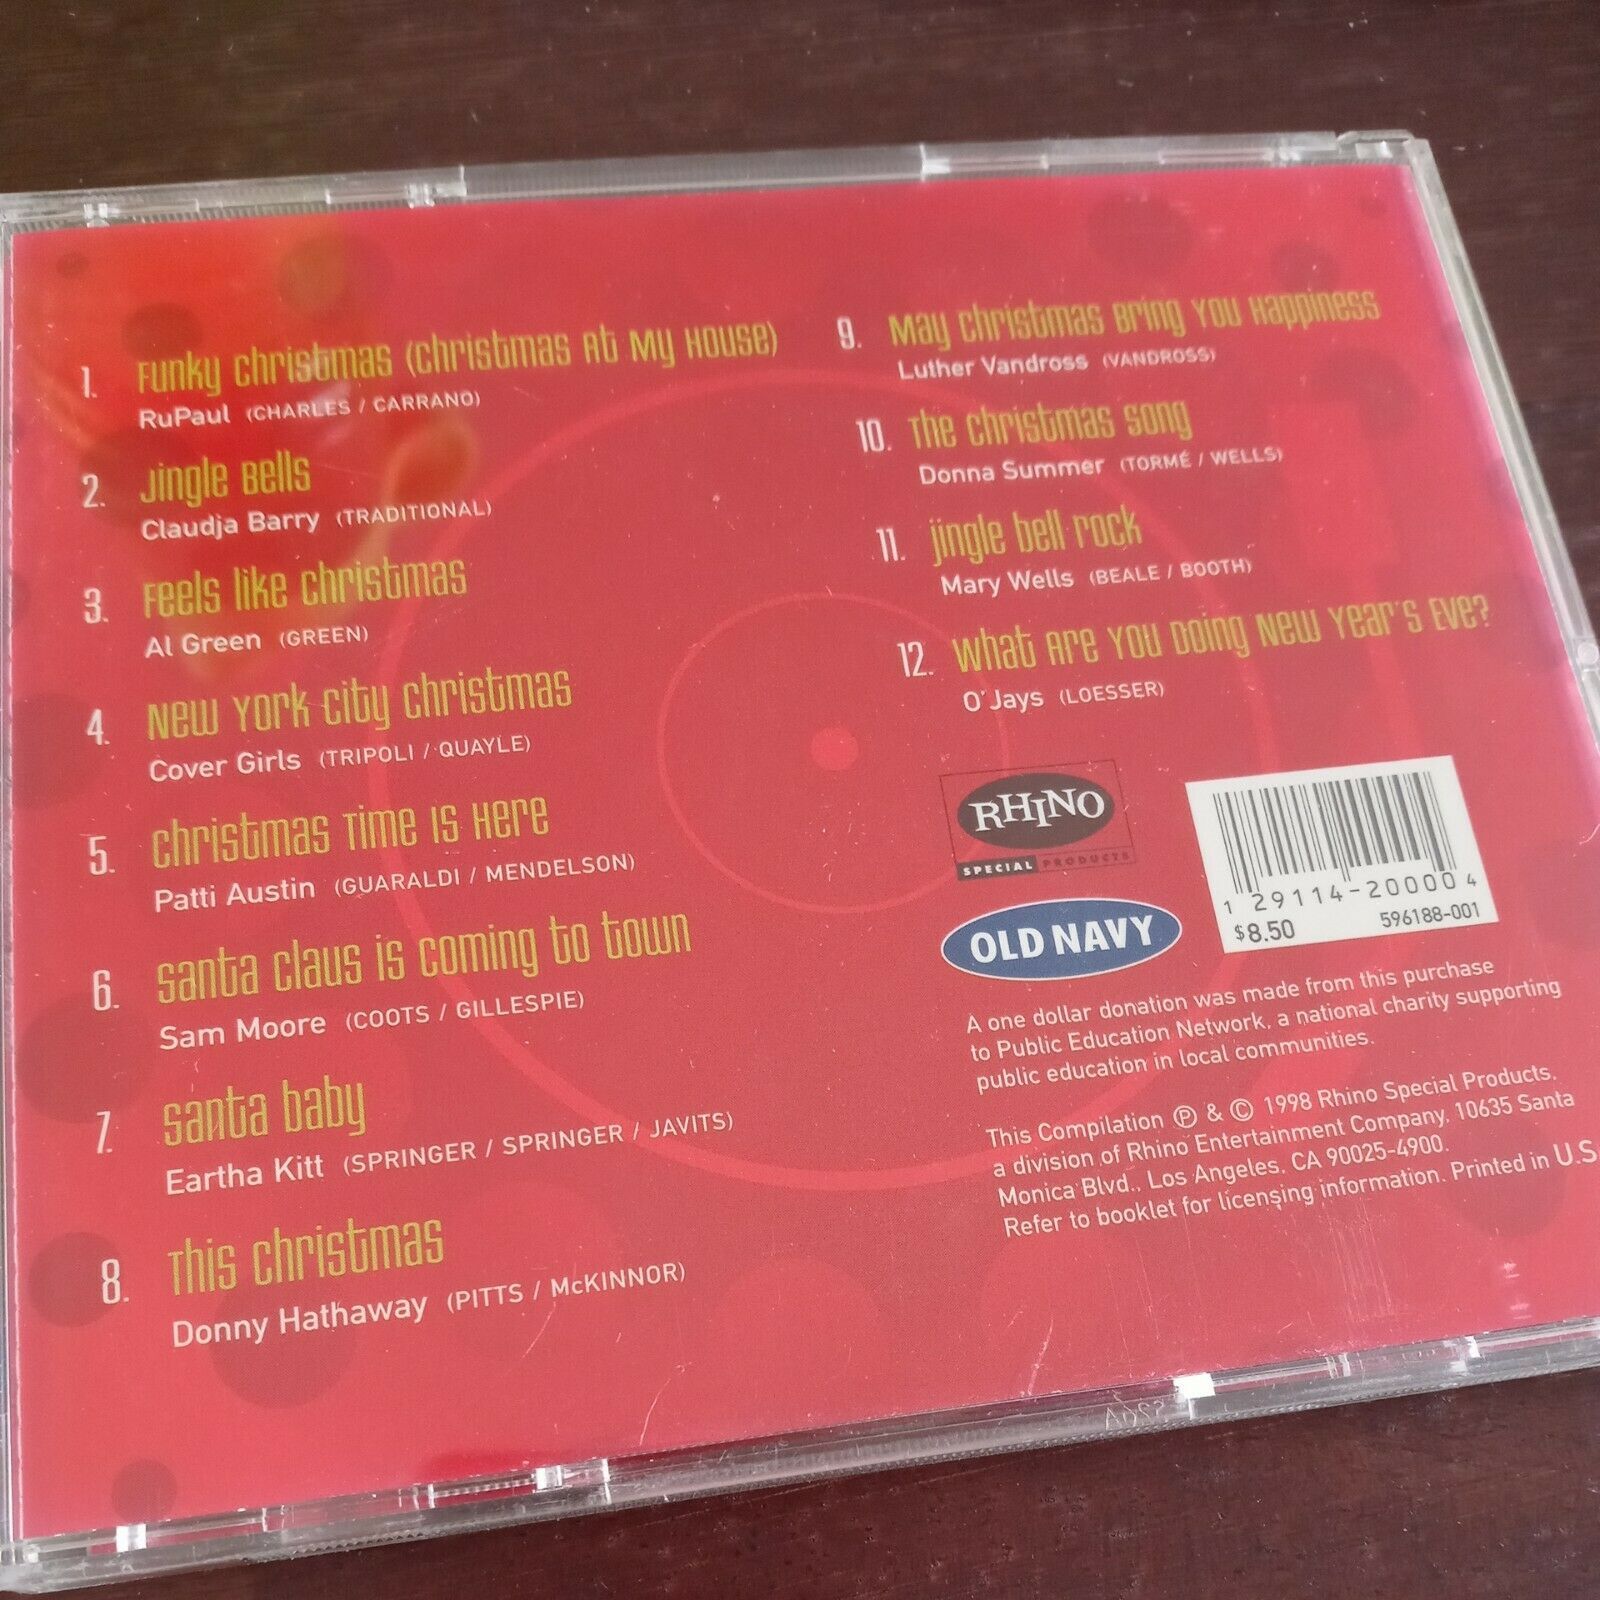 1. Funky Christmas (Christmas At My House)
RuPaul (CHARLES / CARRANO)
2. Jingle Bells
Claudja Barry (TRADITIONAL)
3. Feels Like Christmas
Al Green (GREEN)
4. New York City Christmas
Cover Girls (TRIPOLI / QUAYLE)
5. Christmas Time Is Here
Patti Austin (GUARALDI / MENDELSON)
6. Santa Claus Is Coming To Town
Sam Moore (COOTS / GILLESPIE)
7. Santa Baby
Eartha Kitt (SPRINGER / SPRINGER / JAVITS)
8. This Christmas
Donny Hathaway (PITTS / McKINNOR)
9. May Christmas Bring You Happiness
Luther Vandross (VANDROSS)
10. The Christmas Song
Donna Summer (TORMÉ / WELLS)
11. Jingle Bell Rock
Mary Wells (BEALE / BOOTH)
12. What Are You Doing New Year's Eve?
O'Jays (LOESSER)
RHINO
SPECIAL PRODUCTS
OLD NAVY
1 29114-20000 4
$8.50 596188-001
A one dollar donation was made from this purchase
to Public Education Network, a national charity supporting
public education in local communities.
This Compilation ℗ & © 1998 Rhino Special Products,
a division of Rhino Entertainment Company, 10635 Santa
Monica Blvd., Los Angeles, CA 90025-4900.
Refer to booklet for licensing information. Printed in U.S.